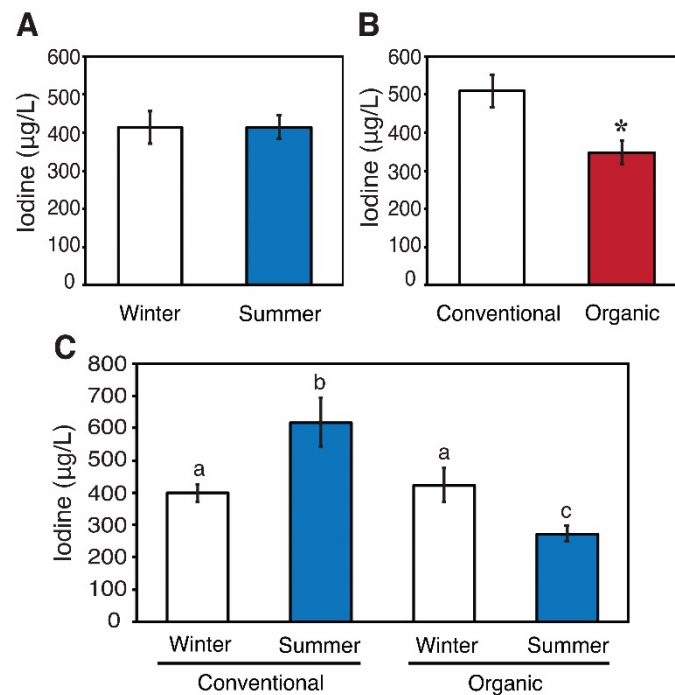 A
Iodine (µg/L)
600
500
400
300
200
100
0
Winter Summer
B
Iodine (µg/L)
600
500
400
300
200
100
0
*
Conventional Organic
C
Iodine (µg/L)
800
700
600
500
400
300
200
100
0
a b a c
Winter Summer Winter Summer
Conventional Organic